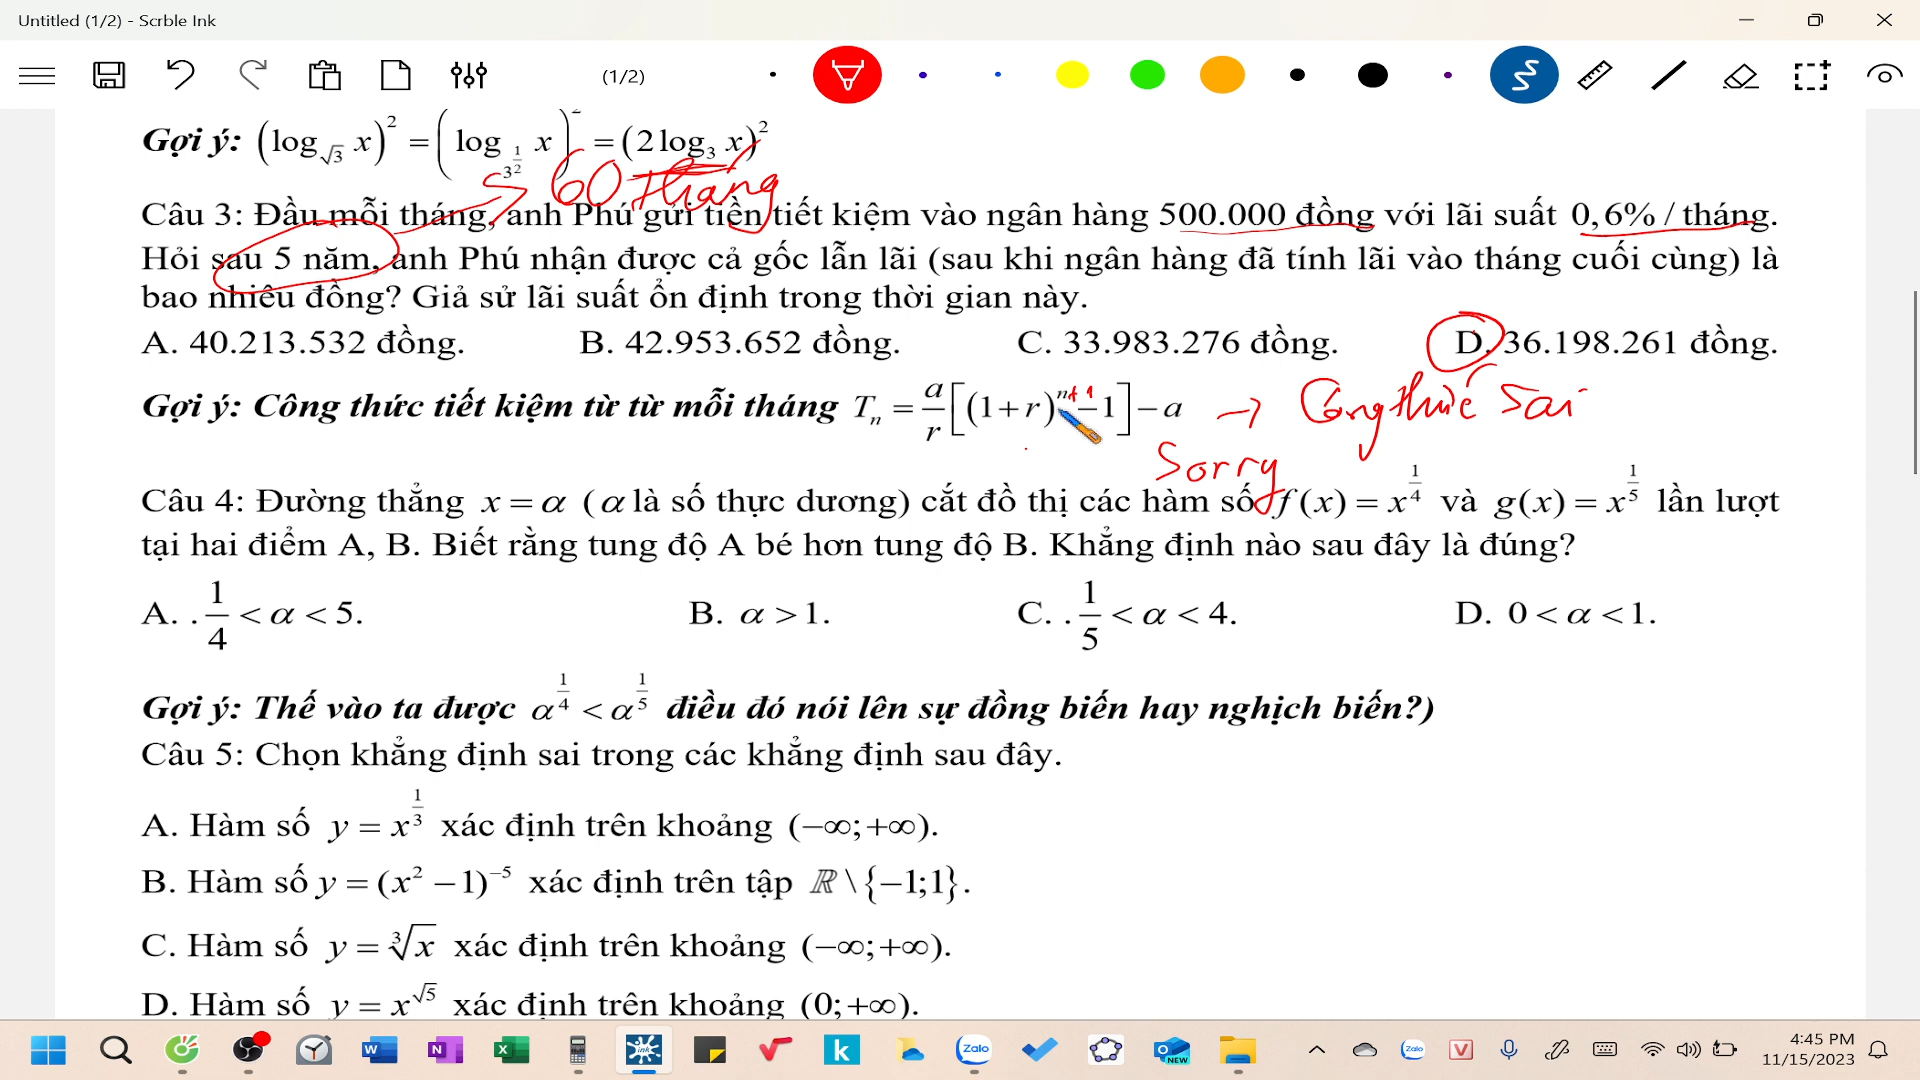 Untitled (1/2) - Scrble Ink
(1/2)
Gợi ý: (log_√3 x)^2 = (log_{3^{1/2}} x)^2 = (2 log_3 x)^2
60 tháng
Câu 3: Đầu mỗi tháng, anh Phú gửi tiền tiết kiệm vào ngân hàng 500.000 đồng với lãi suất 0,6% / tháng.
Hỏi sau 5 năm, anh Phú nhận được cả gốc lẫn lãi (sau khi ngân hàng đã tính lãi vào tháng cuối cùng) là
bao nhiêu đồng? Giả sử lãi suất ổn định trong thời gian này.
A. 40.213.532 đồng. B. 42.953.652 đồng. C. 33.983.276 đồng. D. 36.198.261 đồng.
Gợi ý: Công thức tiết kiệm từ từ mỗi tháng T_n = a/r [(1+r)^{n+1} − 1] − a → Công thức sai
Sorry
Câu 4: Đường thẳng x = α (α là số thực dương) cắt đồ thị các hàm số f(x) = x^{1/4} và g(x) = x^{1/5} lần lượt
tại hai điểm A, B. Biết rằng tung độ A bé hơn tung độ B. Khẳng định nào sau đây là đúng?
A. . 1/4 < α < 5. B. α > 1. C. . 1/5 < α < 4. D. 0 < α < 1.
Gợi ý: Thế vào ta được α^{1/4} < α^{1/5} điều đó nói lên sự đồng biến hay nghịch biến?)
Câu 5: Chọn khẳng định sai trong các khẳng định sau đây.
A. Hàm số y = x^{1/3} xác định trên khoảng (−∞;+∞).
B. Hàm số y = (x^2 − 1)^{−5} xác định trên tập ℝ \ {−1;1}.
C. Hàm số y = ∛x xác định trên khoảng (−∞;+∞).
D. Hàm số y = x^{√5} xác định trên khoảng (0;+∞).
4:45 PM
11/15/2023
Zalo
NEW